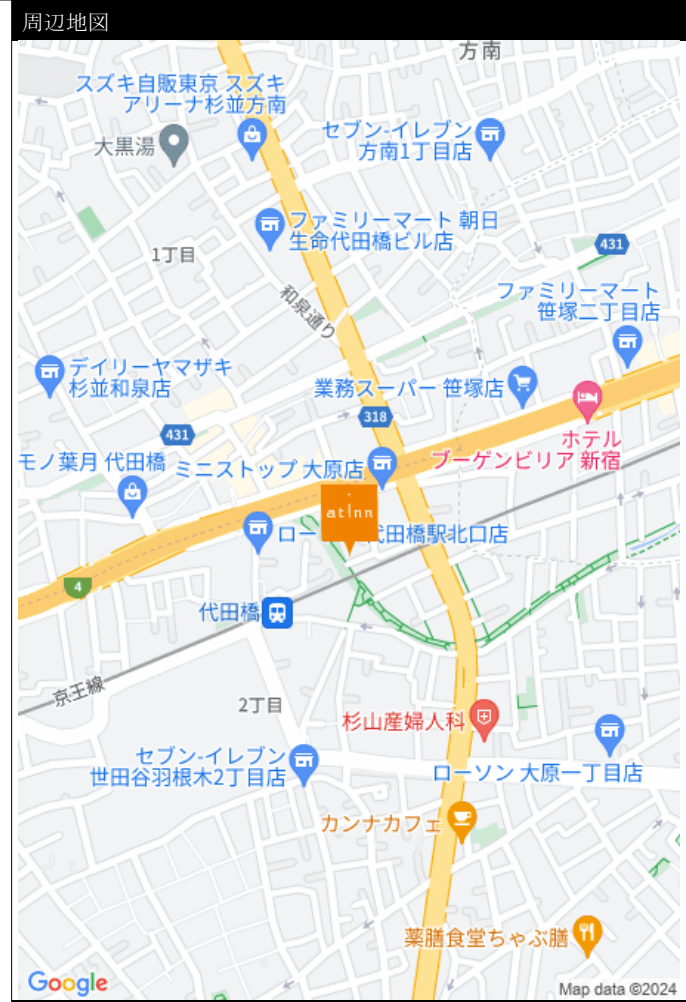 周辺地図
方南
スズキ自販東京 スズキ
アリーナ杉並方南
セブン-イレブン
方南1丁目店
大黒湯
ファミリーマート 朝日
生命代田橋ビル店
431
1丁目
ファミリーマート
笹塚二丁目店
和泉通り
デイリーヤマザキ
杉並和泉店
業務スーパー 笹塚店
318
431
ホテル
ブーゲンビリア 新宿
モノ葉月 代田橋
ミニストップ 大原店
at Inn
ロー
代田橋駅北口店
4
代田橋
京王線
2丁目
杉山産婦人科
セブン-イレブン
世田谷羽根木2丁目店
ローソン 大原一丁目店
カンナカフェ
薬膳食堂ちゃぶ膳
Google
Map data ©2024